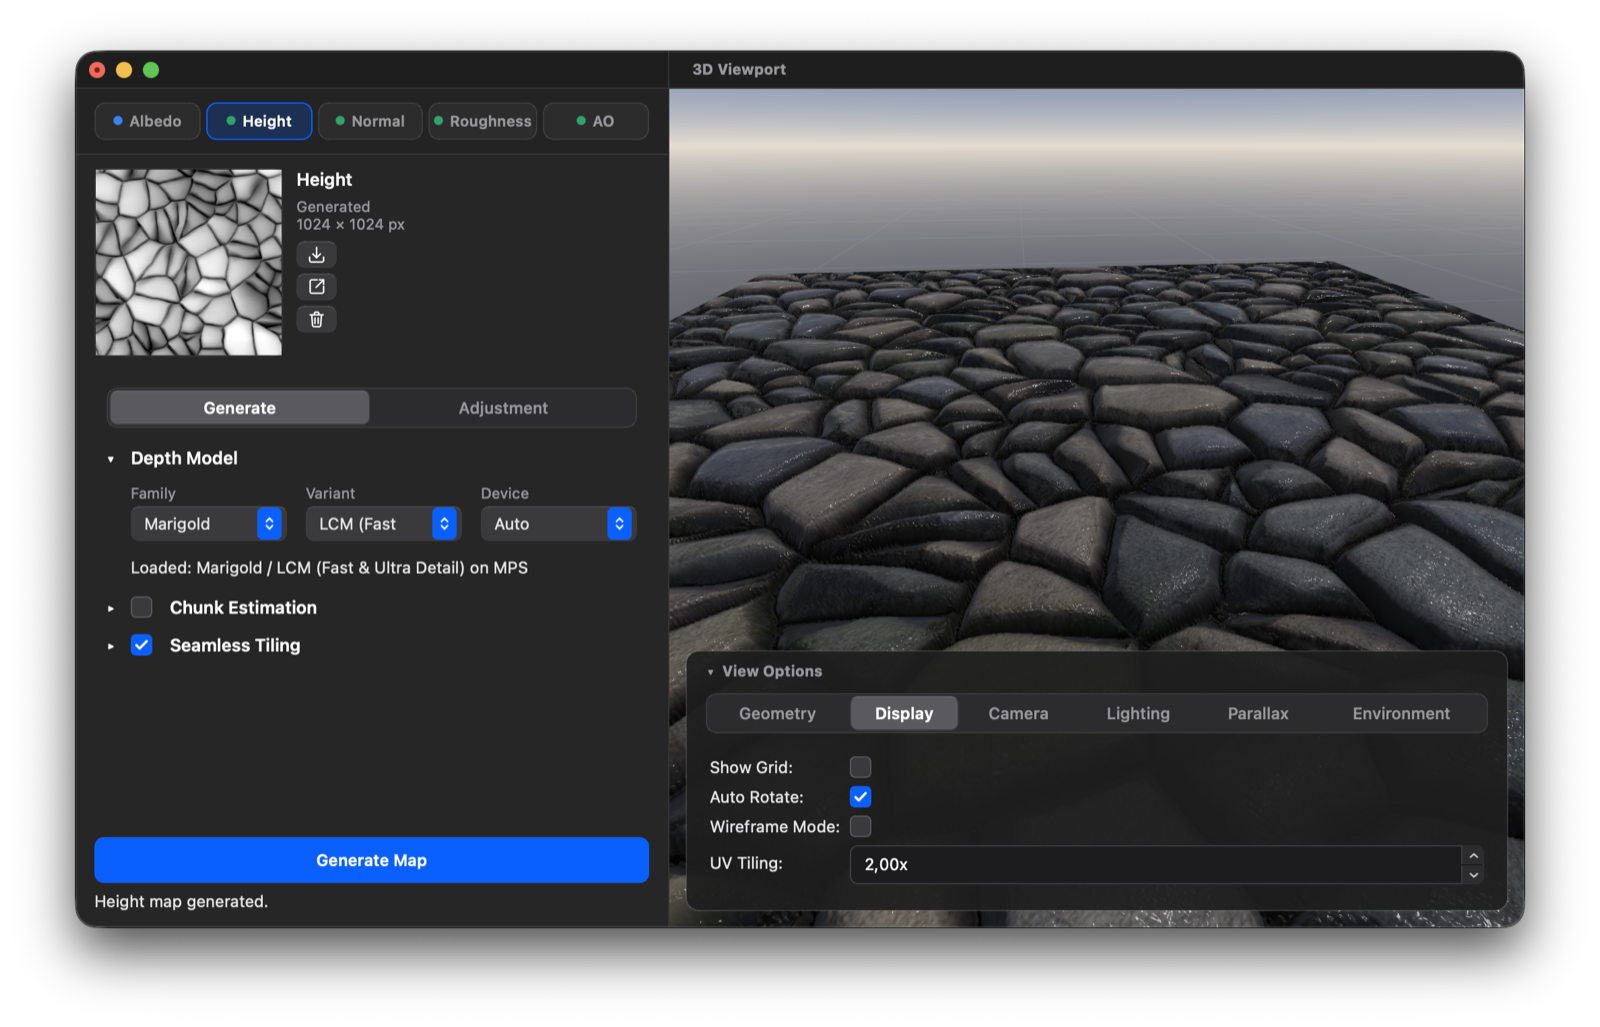 3D Viewport
Albedo
Height
Normal
Roughness
AO
Height
Generated
1024 × 1024 px
Generate
Adjustment
Depth Model
Family
Variant
Device
Marigold
LCM (Fast
Auto
Loaded: Marigold / LCM (Fast & Ultra Detail) on MPS
Chunk Estimation
Seamless Tiling
Generate Map
Height map generated.
View Options
Geometry
Display
Camera
Lighting
Parallax
Environment
Show Grid:
Auto Rotate:
Wireframe Mode:
UV Tiling:
2,00x